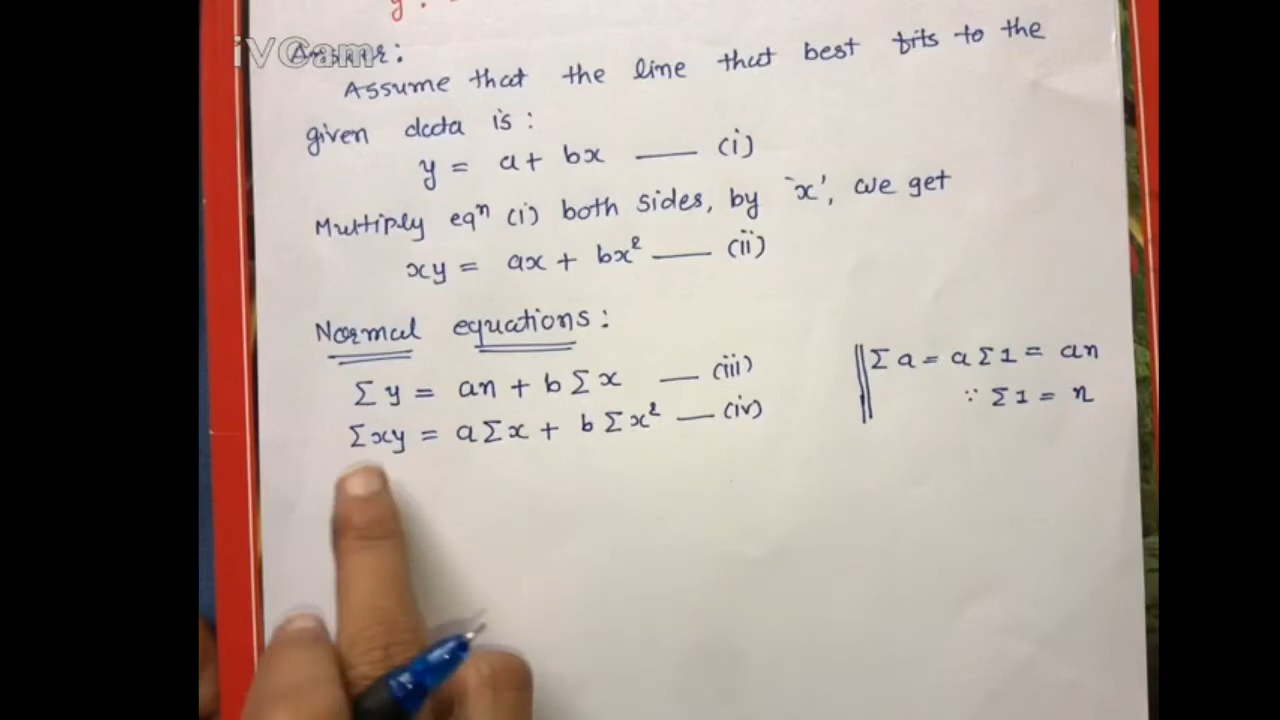 y:
iVCam
Answer:
Assume that the line that best fits to the
given data is:
y = a + bx —— (i)
Multiply eqⁿ (i) both sides, by 'x', we get
xy = ax + bx² —— (ii)
Normal equations:
Σy = an + bΣx — (iii)
Σxy = aΣx + bΣx² — (iv)
Σa = aΣ1 = an
∵ Σ1 = n